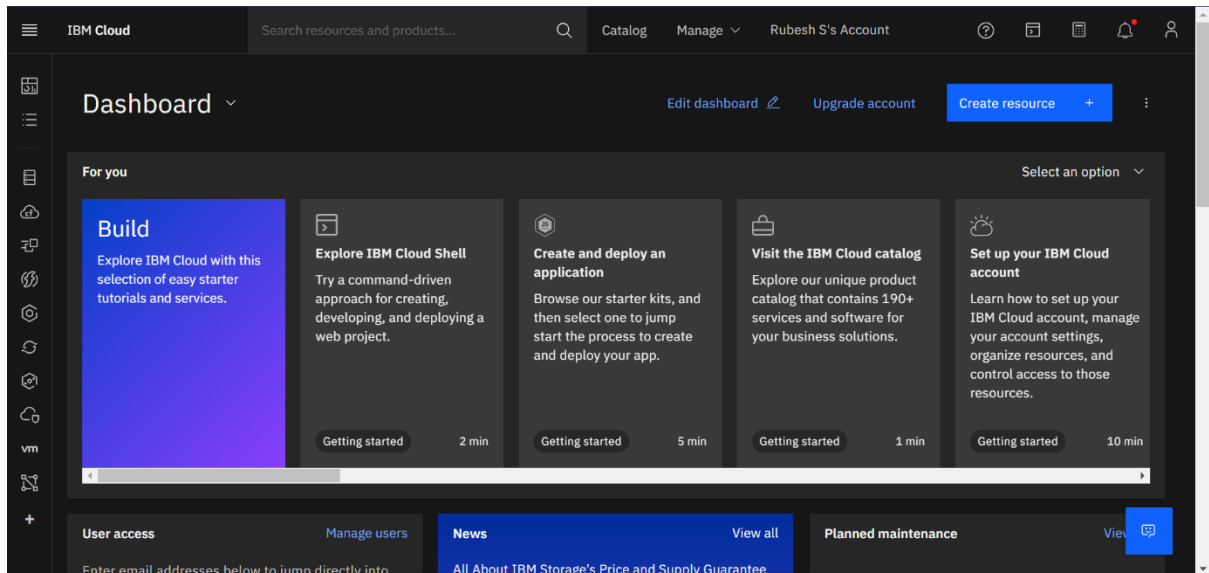 IBM Cloud
Search resources and products...
Catalog
Manage
Rubesh S's Account
Dashboard
Edit dashboard
Upgrade account
Create resource +
For you
Select an option
Build
Explore IBM Cloud with this
selection of easy starter
tutorials and services.
Explore IBM Cloud Shell
Try a command-driven
approach for creating,
developing, and deploying a
web project.
Getting started
2 min
Create and deploy an
application
Browse our starter kits, and
then select one to jump
start the process to create
and deploy your app.
Getting started
5 min
Visit the IBM Cloud catalog
Explore our unique product
catalog that contains 190+
services and software for
your business solutions.
Getting started
1 min
Set up your IBM Cloud
account
Learn how to set up your
IBM Cloud account, manage
your account settings,
organize resources, and
control access to those
resources.
Getting started
10 min
vm
User access
Manage users
Enter email addresses below to jump directly into
News
View all
All About IBM Storage's Price and Supply Guarantee
Planned maintenance